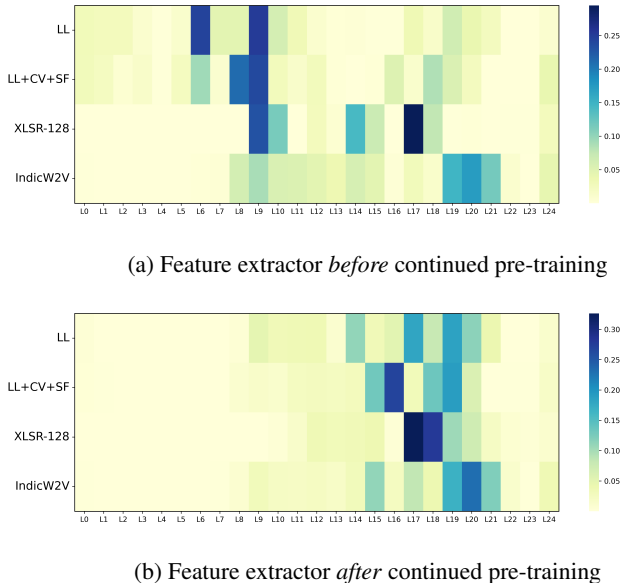 LL
LL+CV+SF
XLSR-128
IndicW2V
L0 L1 L2 L3 L4 L5 L6 L7 L8 L9 L10 L11 L12 L13 L14 L15 L16 L17 L18 L19 L20 L21 L22 L23 L24
0.25
0.20
0.15
0.10
0.05
(a) Feature extractor before continued pre-training
LL
LL+CV+SF
XLSR-128
IndicW2V
L0 L1 L2 L3 L4 L5 L6 L7 L8 L9 L10 L11 L12 L13 L14 L15 L16 L17 L18 L19 L20 L21 L22 L23 L24
0.30
0.25
0.20
0.15
0.10
0.05
0.00
(b) Feature extractor after continued pre-training